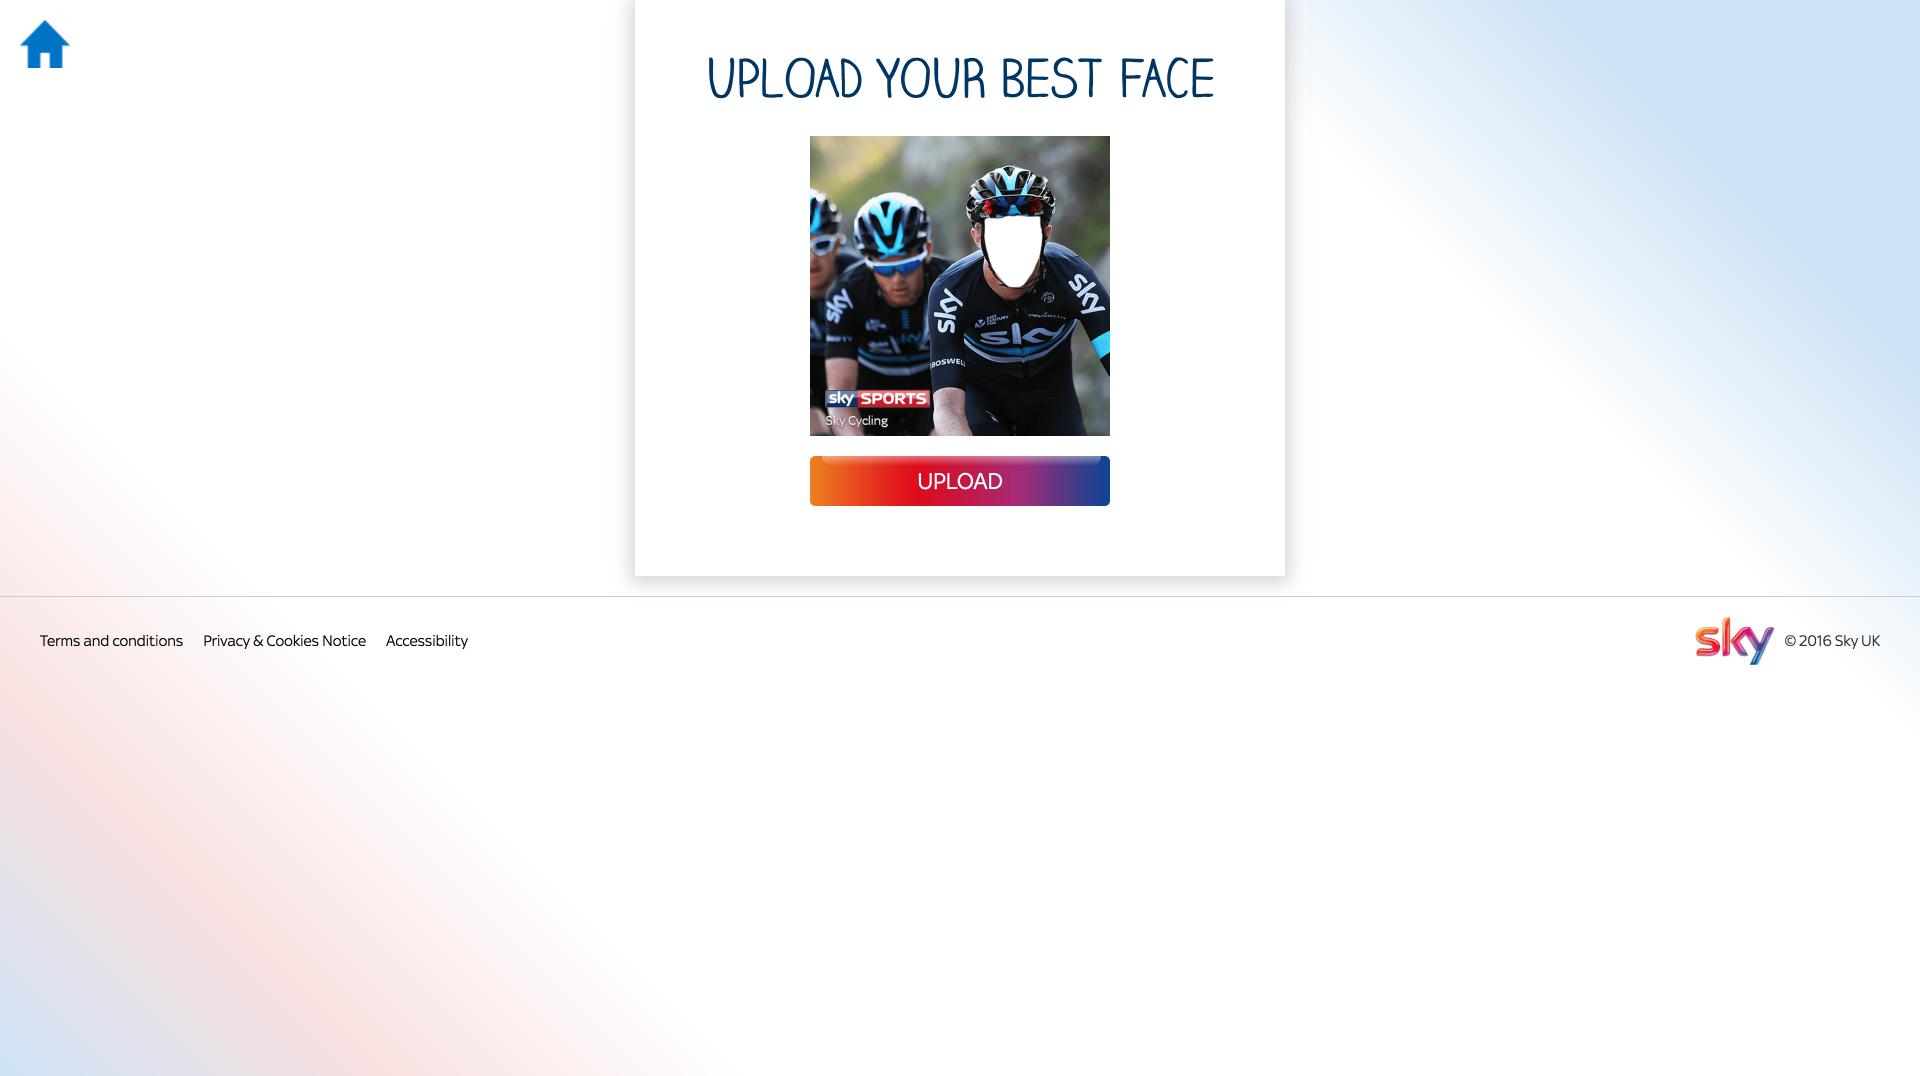 UPLOAD YOUR BEST FACE
sky
sky
sky
sky
BOSWELL
sky SPORTS
Sky Cycling
UPLOAD
Terms and conditions Privacy & Cookies Notice Accessibility
sky © 2016 Sky UK